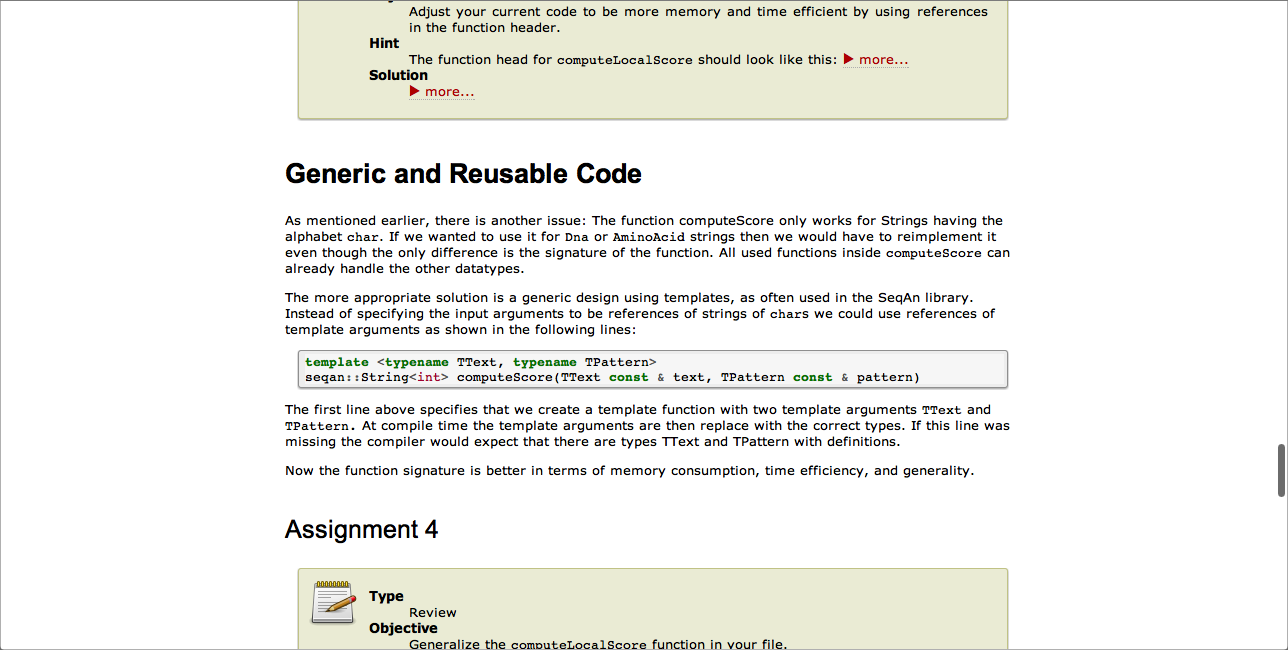 Adjust your current code to be more memory and time efficient by using references
in the function header.
Hint
The function head for computeLocalScore should look like this: ▶ more...
Solution
▶ more...
Generic and Reusable Code
As mentioned earlier, there is another issue: The function computeScore only works for Strings having the
alphabet char. If we wanted to use it for Dna or AminoAcid strings then we would have to reimplement it
even though the only difference is the signature of the function. All used functions inside computeScore can
already handle the other datatypes.
The more appropriate solution is a generic design using templates, as often used in the SeqAn library.
Instead of specifying the input arguments to be references of strings of chars we could use references of
template arguments as shown in the following lines:
template <typename TText, typename TPattern>
seqan::String<int> computeScore(TText const & text, TPattern const & pattern)
The first line above specifies that we create a template function with two template arguments TText and
TPattern. At compile time the template arguments are then replace with the correct types. If this line was
missing the compiler would expect that there are types TText and TPattern with definitions.
Now the function signature is better in terms of memory consumption, time efficiency, and generality.
Assignment 4
Type
Review
Objective
Generalize the computeLocalScore function in your file.